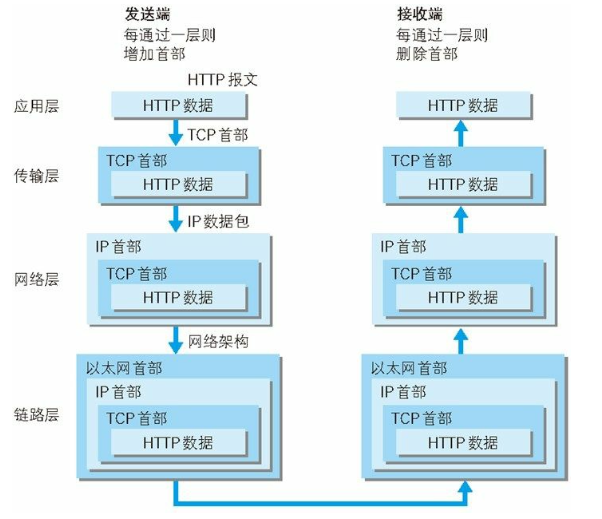 发送端
每通过一层则
增加首部
接收端
每通过一层则
删除首部
HTTP 报文
应用层
HTTP 数据
HTTP 数据
TCP 首部
传输层
TCP 首部
HTTP 数据
TCP 首部
HTTP 数据
IP 数据包
网络层
IP 首部
TCP 首部
HTTP 数据
IP 首部
TCP 首部
HTTP 数据
网络架构
链路层
以太网首部
IP 首部
TCP 首部
HTTP 数据
以太网首部
IP 首部
TCP 首部
HTTP 数据